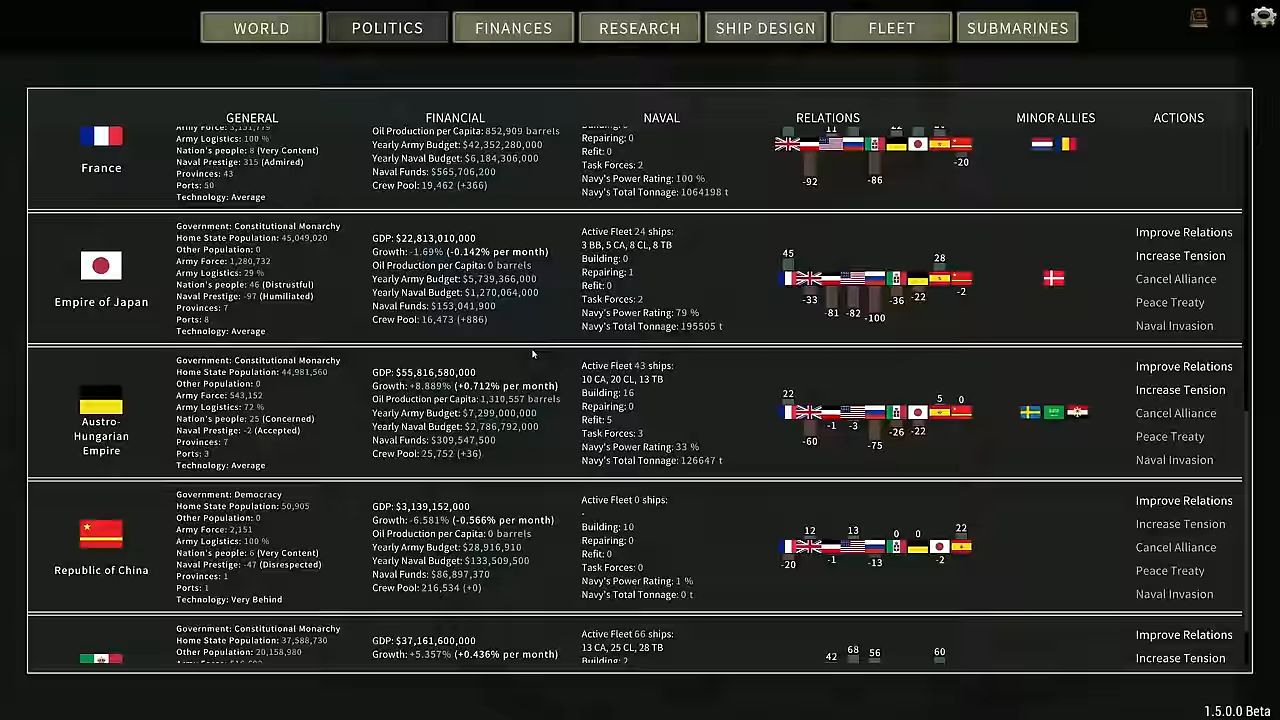 WORLD
POLITICS
FINANCES
RESEARCH
SHIP DESIGN
FLEET
SUBMARINES
GENERAL
FINANCIAL
NAVAL
RELATIONS
MINOR ALLIES
ACTIONS
France
Army Logistics: 100 %
Nation's people: 8 (Very Content)
Naval Prestige: 315 (Admired)
Provinces: 43
Ports: 50
Technology: Average
Oil Production per Capita: 852,909 barrels
Yearly Army Budget: $42,352,280,000
Yearly Naval Budget: $6,184,306,000
Naval Funds: $565,706,200
Crew Pool: 19,462 (+366)
Repairing: 0
Refit: 0
Task Forces: 2
Navy's Power Rating: 100 %
Navy's Total Tonnage: 1064198 t
-92
-86
-20
Empire of Japan
Government: Constitutional Monarchy
Home State Population: 45,049,020
Other Population: 0
Army Force: 1,280,732
Army Logistics: 29 %
Nation's people: 46 (Distrustful)
Naval Prestige: -97 (Humiliated)
Provinces: 7
Ports: 8
Technology: Average
GDP: $22,813,010,000
Growth: -1.69% (-0.142% per month)
Oil Production per Capita: 0 barrels
Yearly Army Budget: $5,739,366,000
Yearly Naval Budget: $1,270,064,000
Naval Funds: $153,041,900
Crew Pool: 16,473 (+886)
Active Fleet 24 ships:
3 BB, 5 CA, 8 CL, 8 TB
Building: 0
Repairing: 1
Refit: 0
Task Forces: 2
Navy's Power Rating: 79 %
Navy's Total Tonnage: 195505 t
45
28
-33
-81
-82
-100
-36
-22
-2
Improve Relations
Increase Tension
Cancel Alliance
Peace Treaty
Naval Invasion
Austro-
Hungarian
Empire
Government: Constitutional Monarchy
Home State Population: 44,981,560
Other Population: 0
Army Force: 543,152
Army Logistics: 72 %
Nation's people: 25 (Concerned)
Naval Prestige: -2 (Accepted)
Provinces: 7
Ports: 3
Technology: Average
GDP: $55,816,580,000
Growth: +8.889% (+0.712% per month)
Oil Production per Capita: 1,310,557 barrels
Yearly Army Budget: $7,299,000,000
Yearly Naval Budget: $2,786,792,000
Naval Funds: $309,547,500
Crew Pool: 25,752 (+36)
Active Fleet 43 ships:
10 CA, 20 CL, 13 TB
Building: 16
Repairing: 0
Refit: 5
Task Forces: 3
Navy's Power Rating: 33 %
Navy's Total Tonnage: 126647 t
22
5
0
-60
-1
-3
-75
-26
-22
Improve Relations
Increase Tension
Cancel Alliance
Peace Treaty
Naval Invasion
Republic of China
Government: Democracy
Home State Population: 50,905
Other Population: 0
Army Force: 2,151
Army Logistics: 100 %
Nation's people: 6 (Very Content)
Naval Prestige: -47 (Disrespected)
Provinces: 1
Ports: 1
Technology: Very Behind
GDP: $3,139,152,000
Growth: -6.581% (-0.566% per month)
Oil Production per Capita: 0 barrels
Yearly Army Budget: $28,916,910
Yearly Naval Budget: $133,509,500
Naval Funds: $86,897,370
Crew Pool: 216,534 (+0)
Active Fleet 0 ships:
-
Building: 10
Repairing: 0
Refit: 0
Task Forces: 0
Navy's Power Rating: 1 %
Navy's Total Tonnage: 0 t
12
13
0
0
22
-20
-1
-13
-2
Improve Relations
Increase Tension
Cancel Alliance
Peace Treaty
Naval Invasion
Government: Constitutional Monarchy
Home State Population: 37,588,730
Other Population: 20,158,980
GDP: $37,161,600,000
Growth: +5.357% (+0.436% per month)
Active Fleet 66 ships:
13 CA, 25 CL, 28 TB
Building: 2
42
68
56
60
Improve Relations
Increase Tension
1.5.0.0 Beta